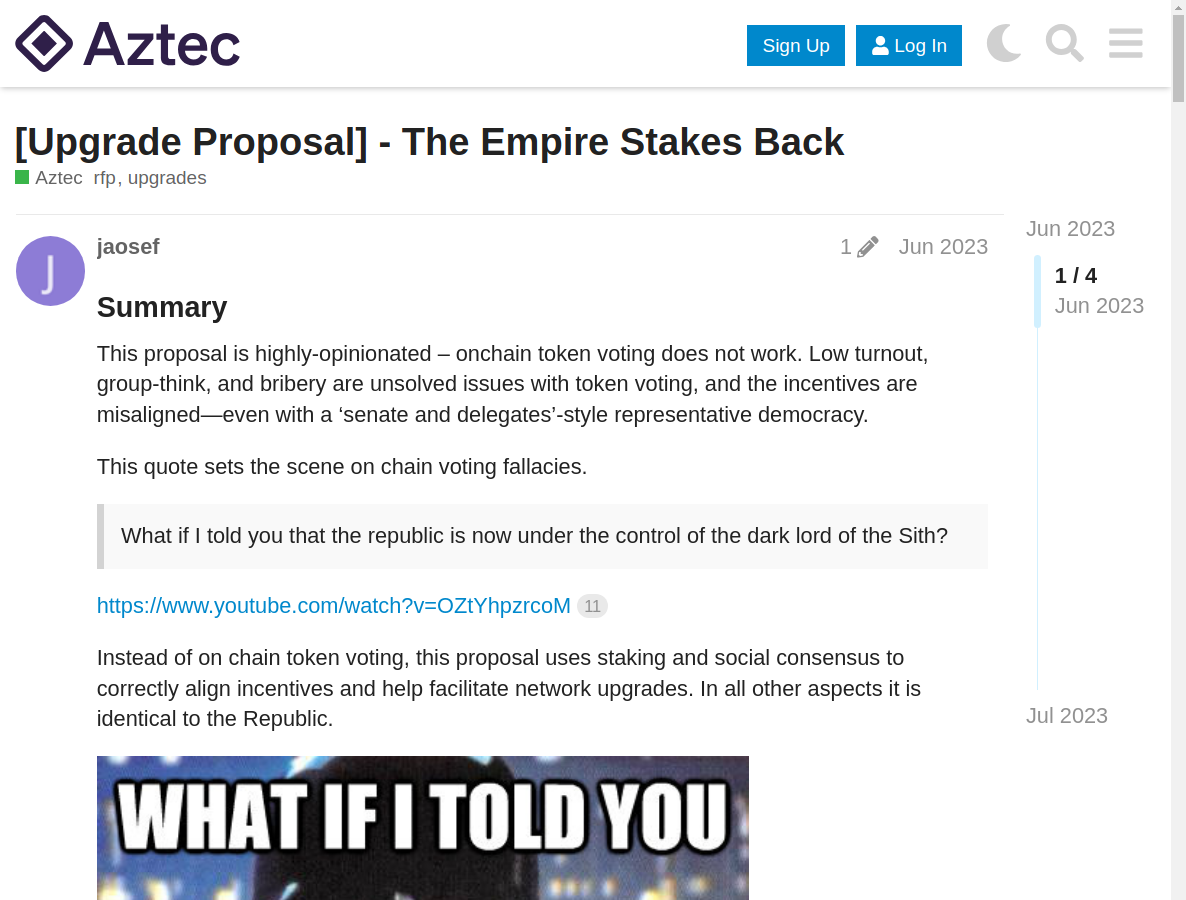 Aztec
Sign Up
Log In
[Upgrade Proposal] - The Empire Stakes Back
Aztec rfp, upgrades
jaosef
1
Jun 2023
Summary
This proposal is highly-opinionated – onchain token voting does not work. Low turnout,
group-think, and bribery are unsolved issues with token voting, and the incentives are
misaligned—even with a ‘senate and delegates’-style representative democracy.
This quote sets the scene on chain voting fallacies.
What if I told you that the republic is now under the control of the dark lord of the Sith?
https://www.youtube.com/watch?v=OZtYhpzrcoM 11
Instead of on chain token voting, this proposal uses staking and social consensus to
correctly align incentives and help facilitate network upgrades. In all other aspects it is
identical to the Republic.
WHAT IF I TOLD YOU
Jun 2023
1 / 4
Jun 2023
Jul 2023